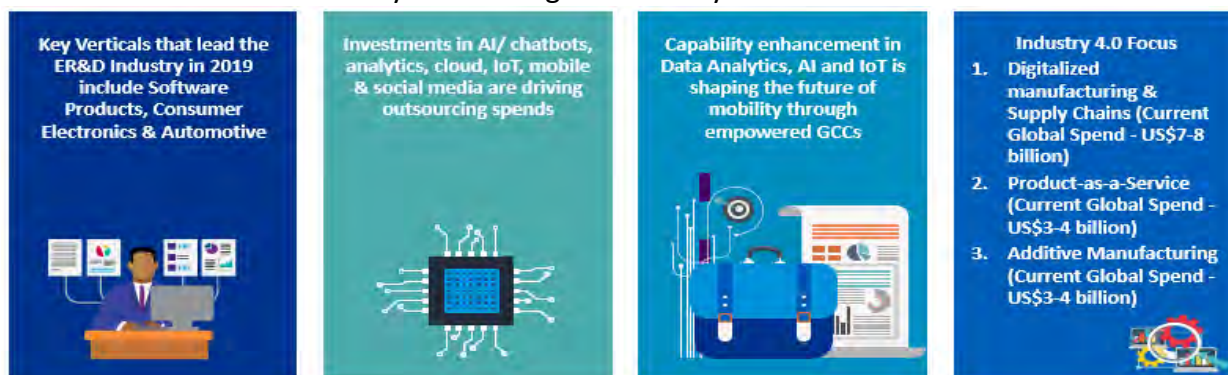 Key Verticals that lead the
ER&D Industry in 2019
include Software
Products, Consumer
Electronics & Automotive
Investments in AI/ chatbots,
analytics, cloud, IoT, mobile
& social media are driving
outsourcing spends
Capability enhancement in
Data Analytics, AI and IoT is
shaping the future of
mobility through
empowered GCCs
Industry 4.0 Focus
1. Digitalized
manufacturing &
Supply Chains (Current
Global Spend - US$7-8
billion)
2. Product-as-a-Service
(Current Global Spend -
US$3-4 billion)
3. Additive Manufacturing
(Current Global Spend -
US$3-4 billion)